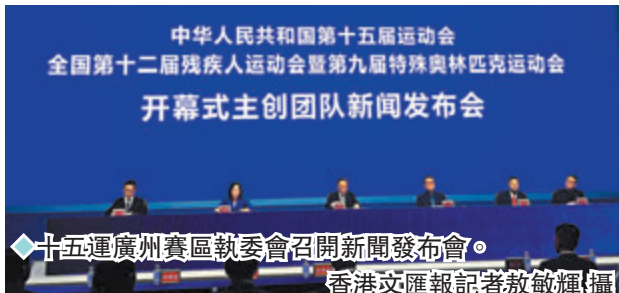 中华人民共和国第十五届运动会
全国第十二届残疾人运动会暨第九届特殊奥林匹克运动会
开幕式主创团队新闻发布会
◆十五運廣州賽區執委會召開新聞發布會。
香港文匯報記者敖敏輝 攝